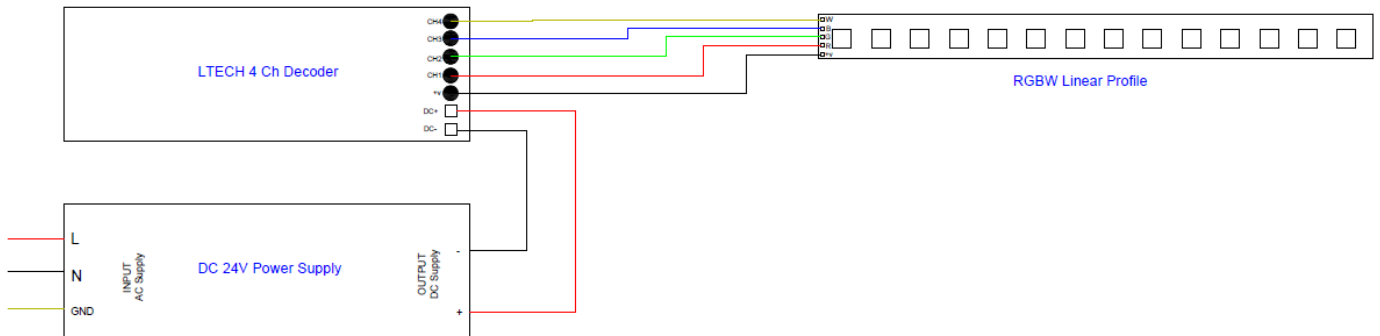 CH4
CH3
LTECH 4 Ch Decoder
CH2
CH1
+v
DC+
DC-
W
B
G
R
+v
RGBW Linear Profile
L
N
GND
INPUT
AC Supply
DC 24V Power Supply
OUTPUT
DC Supply
-
+